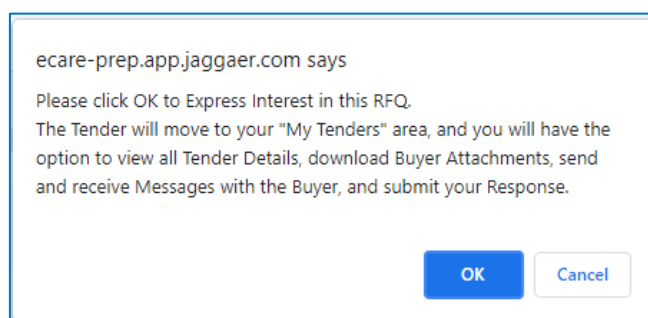 ecare-prep.app.jaggaer.com says
Please click OK to Express Interest in this RFQ.
The Tender will move to your "My Tenders" area, and you will have the
option to view all Tender Details, download Buyer Attachments, send
and receive Messages with the Buyer, and submit your Response.
OK Cancel